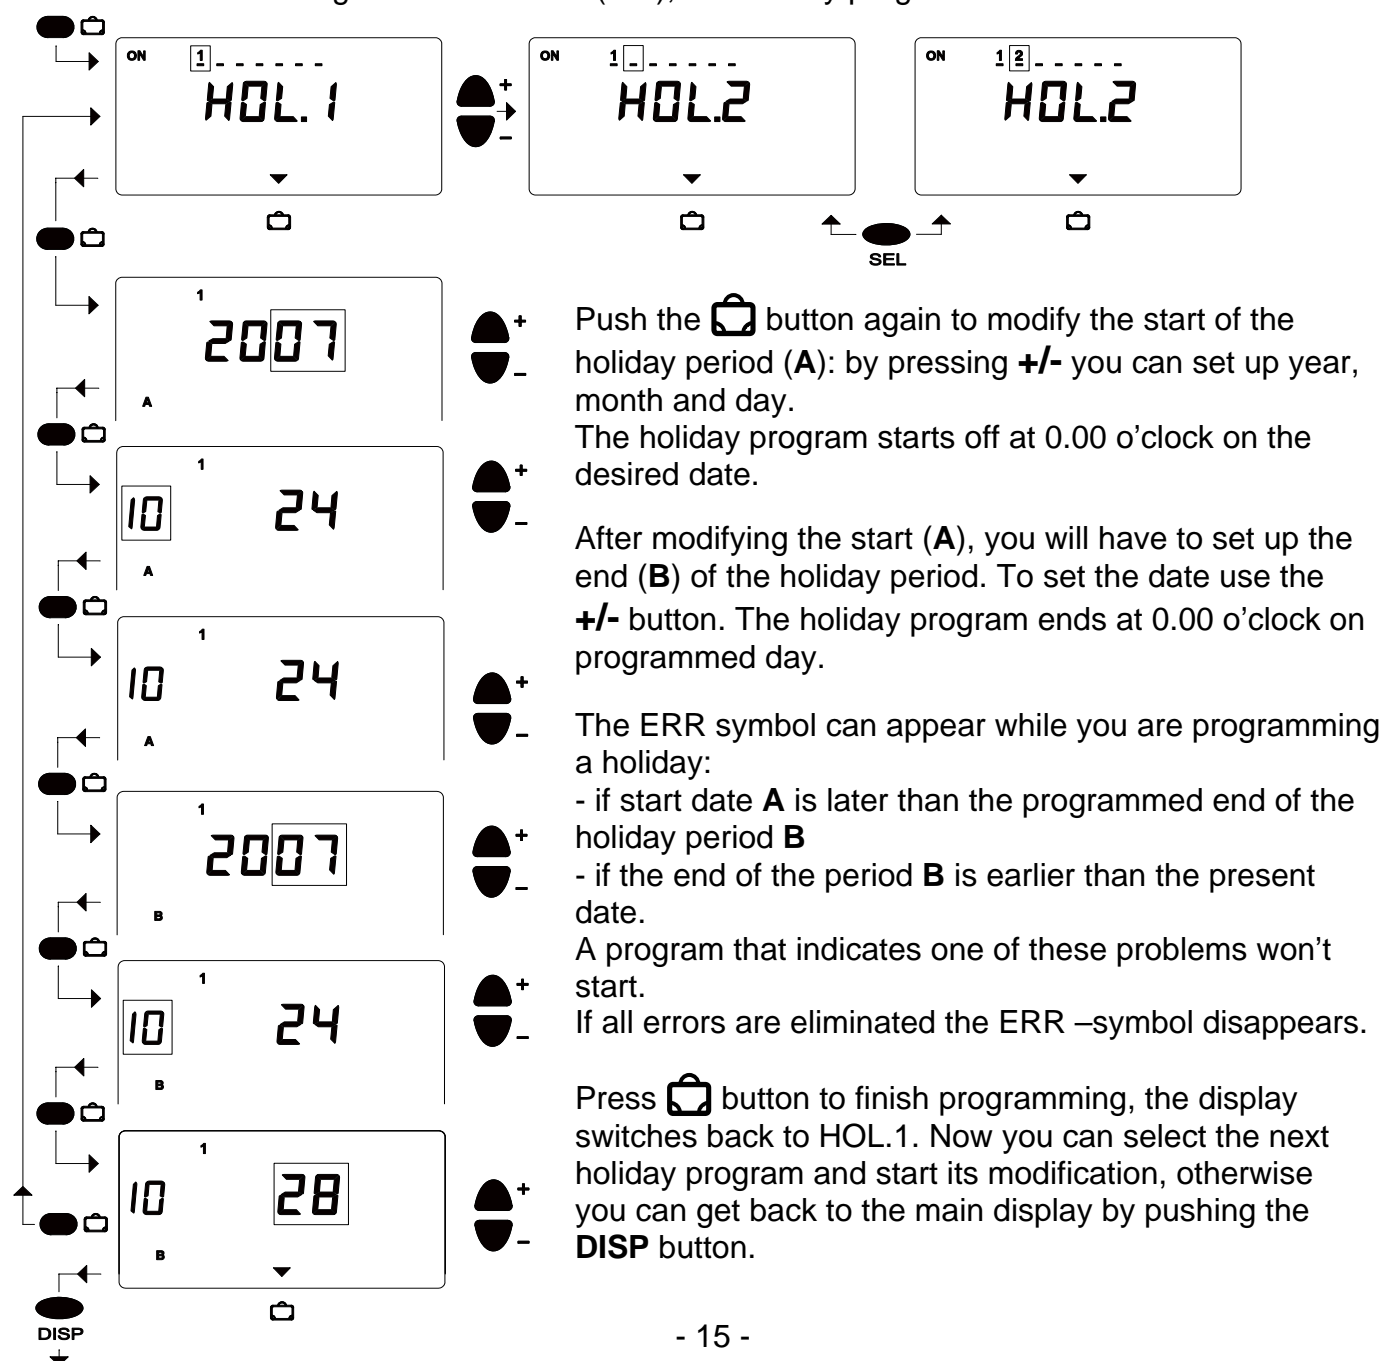 ON 1 - - - - - -
HOL.1
+
-
ON 1 - - - - - -
HOL.2
ON 1 2 - - - - -
HOL.2
SEL
1
2007
A
+
-
1
10 24
A
+
-
1
10 24
A
+
-
1
2007
B
+
-
1
10 24
B
+
-
1
10 28
B
+
-
DISP
Push the button again to modify the start of the
holiday period (A): by pressing +/- you can set up year,
month and day.
The holiday program starts off at 0.00 o’clock on the
desired date.
After modifying the start (A), you will have to set up the
end (B) of the holiday period. To set the date use the
+/- button. The holiday program ends at 0.00 o’clock on
programmed day.
The ERR symbol can appear while you are programming
a holiday:
- if start date A is later than the programmed end of the
holiday period B
- if the end of the period B is earlier than the present
date.
A program that indicates one of these problems won’t
start.
If all errors are eliminated the ERR –symbol disappears.
Press button to finish programming, the display
switches back to HOL.1. Now you can select the next
holiday program and start its modification, otherwise
you can get back to the main display by pushing the
DISP button.
- 15 -